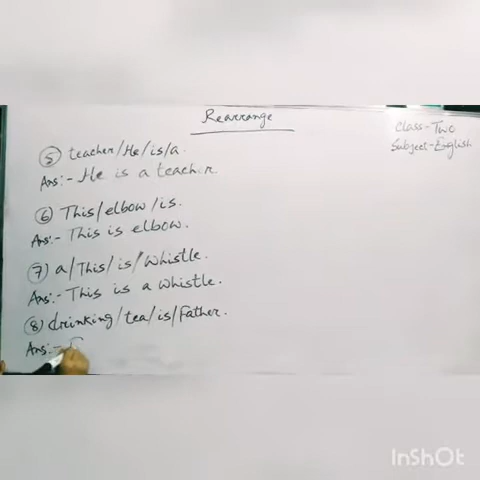 Rearrange
Class-Two
Subject-English
5) teacher/He/is/a.
Ans:- He is a teacher.
6) This/elbow/is.
Ans:- This is elbow.
7) a/This/is/Whistle.
Ans:- This is a whistle.
8) drinking/tea/is/Father.
Ans:-
InShOt